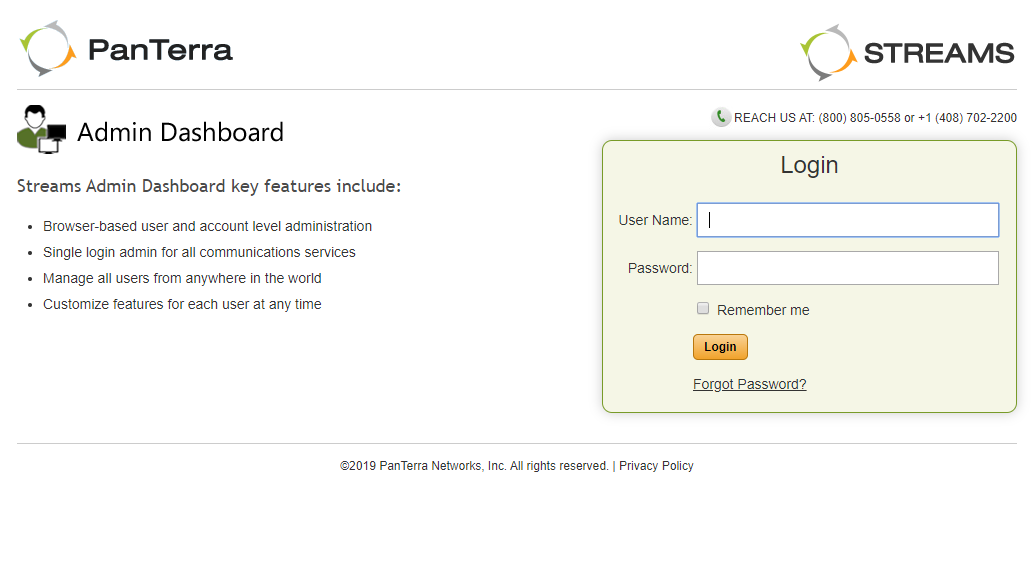 PanTerra
STREAMS
Admin Dashboard
REACH US AT: (800) 805-0558 or +1 (408) 702-2200
Streams Admin Dashboard key features include:
Browser-based user and account level administration
Single login admin for all communications services
Manage all users from anywhere in the world
Customize features for each user at any time
Login
User Name:
Password:
Remember me
Login
Forgot Password?
©2019 PanTerra Networks, Inc. All rights reserved. | Privacy Policy